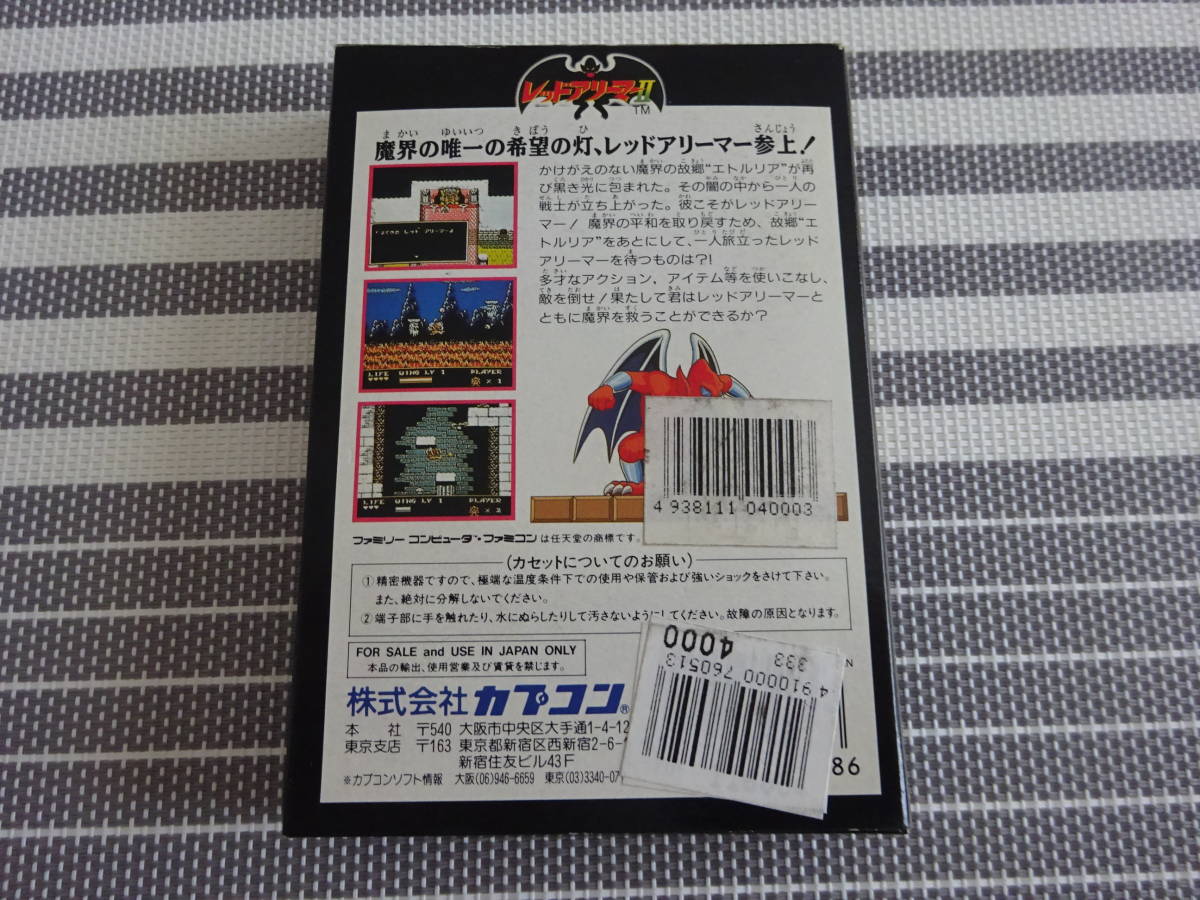 レッドアリーマーII
TM
魔界の唯一の希望の灯、レッドアリーマー参上!
かけがえのない魔界の故郷“エトルリア”が再
び黒き光に包まれた。その闇の中から一人の
戦士が立ち上がった。彼こそがレッドアリー
マー! 魔界の平和を取り戻すため、故郷“エ
トルリア”をあとにして、一人旅立ったレッド
アリーマーを待つものは?!
多才なアクション,アイテム等を使いこなし、
敵を倒せ!果たして君はレッドアリーマーと
ともに魔界を救うことができるか?
LIFE WING LV 1 PLAYER
×1
LIFE WING LV 1 PLAYER
×2
4 938111 040003
ファミリー コンピュータ・ファミコン は任天堂の商標です。
(カセットについてのお願い)
①精密機器ですので、極端な温度条件下での使用や保管および強いショックをさけて下さい。
また、絶対に分解しないでください。
②端子部に手を触れたり、水にぬらしたりして汚さないようにしてください。故障の原因となります。
FOR SALE and USE IN JAPAN ONLY
本品の輸出、使用営業及び賃貸を禁じます。
株式会社 カプコン®
本 社 〒540 大阪市中央区大手通1-4-12
東京支店 〒163 東京都新宿区西新宿2-6-
新宿住友ビル43F
※カプコンソフト情報 大阪(06)946-6659 東京(03)3340-07
4000
333
4910000 760513
N
86